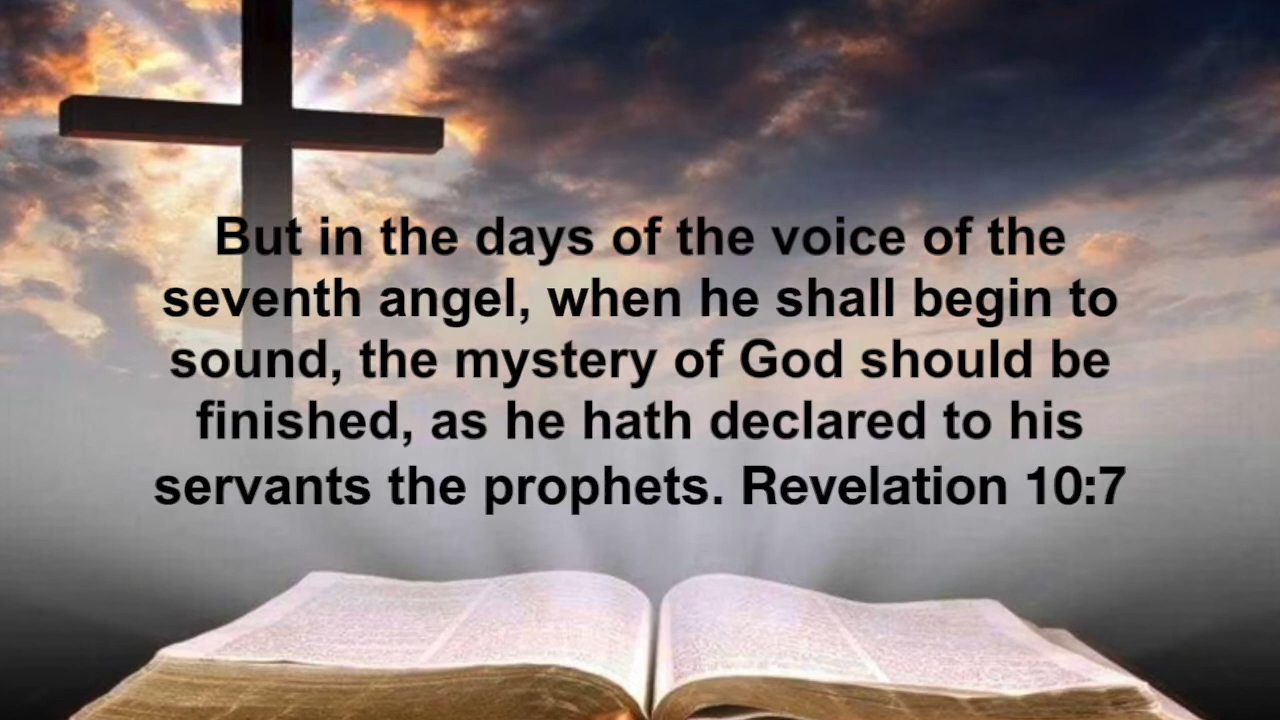 But in the days of the voice of the
seventh angel, when he shall begin to
sound, the mystery of God should be
finished, as he hath declared to his
servants the prophets. Revelation 10:7